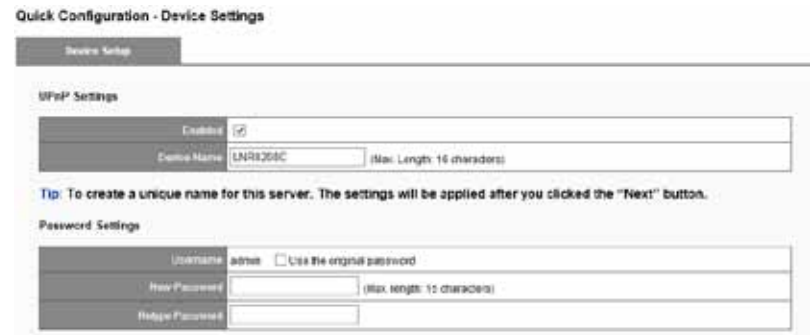 Quick Configuration - Device Settings
Device Setup
UPnP Settings
Enabled
Device Name (Max. Length: 16 characters)
Tip: To create a unique name for this server. The settings will be applied after you clicked the "Next" button.
Password Settings
Username admin Use the original password
New Password (Max. length: 15 characters)
Retype Password